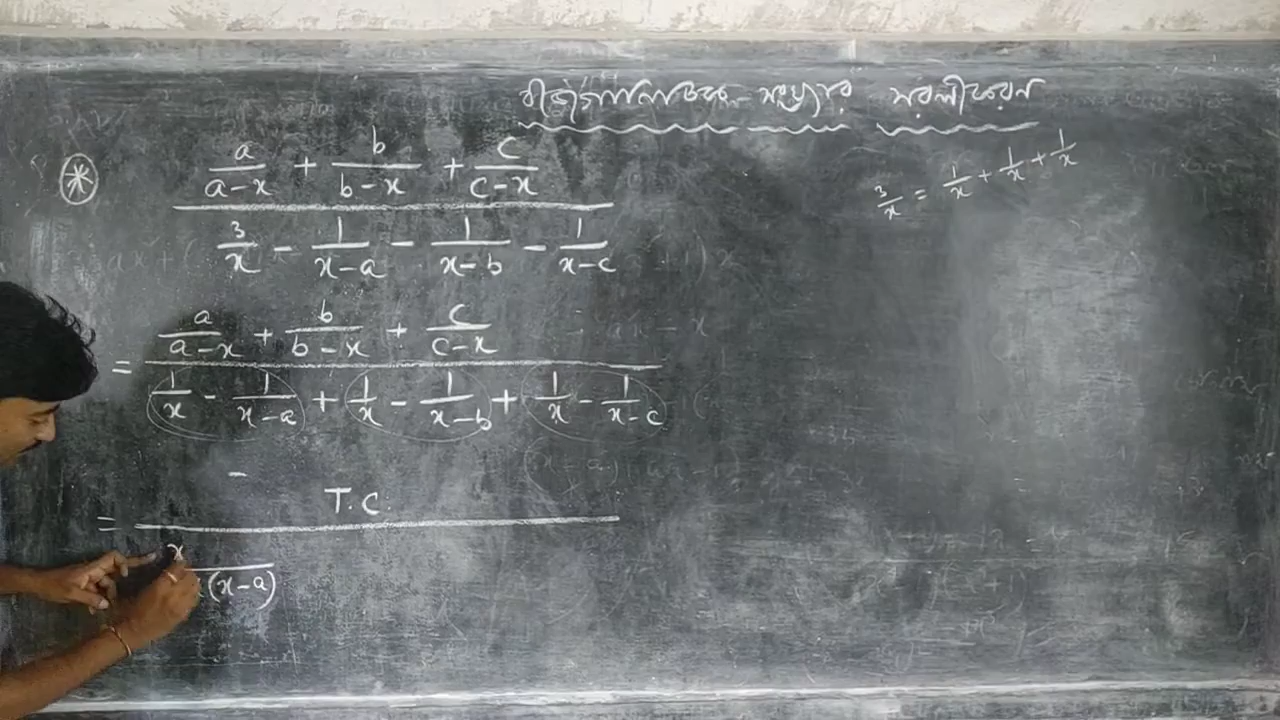 বীজগাণিতিক সংখ্যার সরলীকরণ
* (a/(a-x) + b/(b-x) + c/(c-x)) / (3/x - 1/(x-a) - 1/(x-b) - 1/(x-c))
3/x = 1/x + 1/x + 1/x
= (a/(a-x) + b/(b-x) + c/(c-x)) / (1/x - 1/(x-a) + 1/x - 1/(x-b) + 1/x - 1/(x-c))
-
= T.C.
x
(x-a)